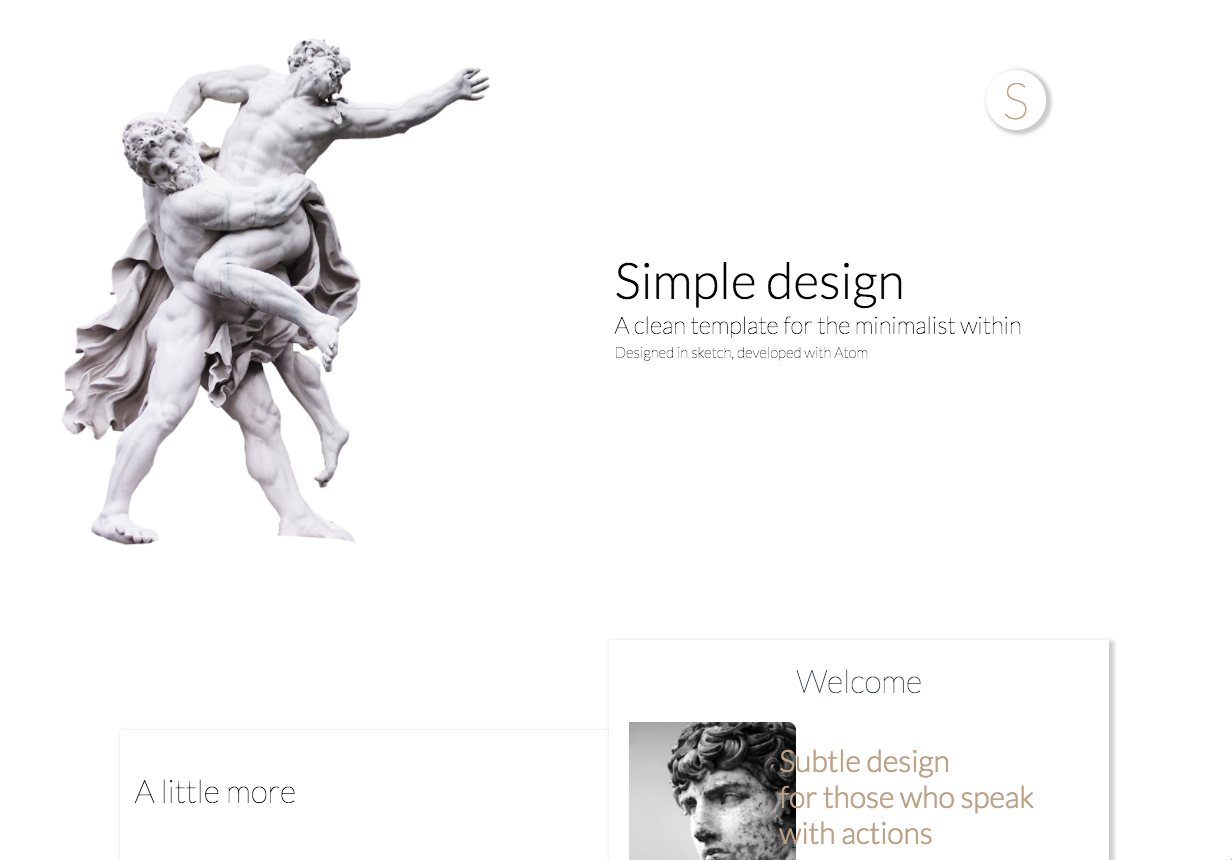 S
Simple design
A clean template for the minimalist within
Designed in sketch, developed with Atom
Welcome
Subtle design
for those who speak
with actions
A little more